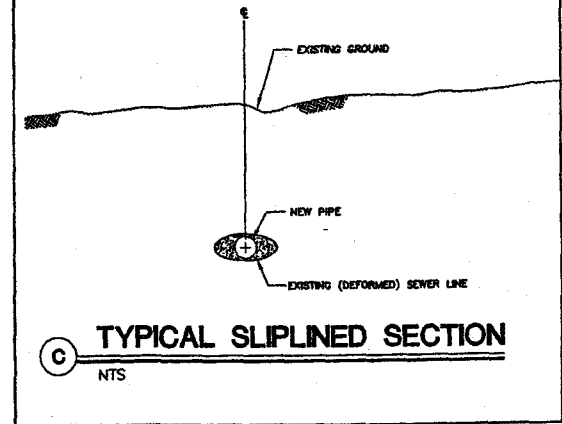 ℄
EXISTING GROUND
NEW PIPE
EXISTING (DEFORMED) SEWER LINE
C
TYPICAL SLIPLINED SECTION
NTS